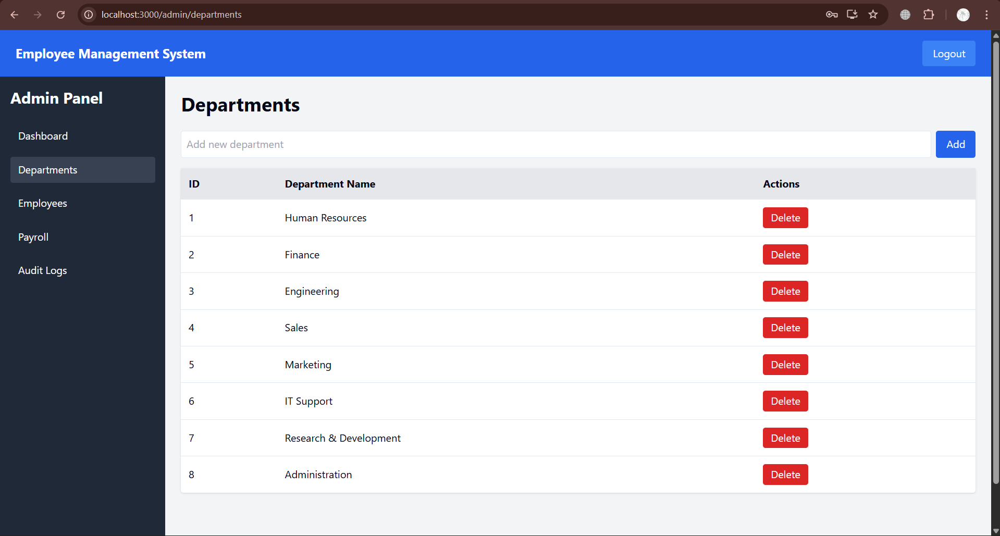 localhost:3000/admin/departments
Employee Management System
Logout
Admin Panel
Dashboard
Departments
Employees
Payroll
Audit Logs
Departments
Add new department
Add
ID Department Name Actions
1 Human Resources Delete
2 Finance Delete
3 Engineering Delete
4 Sales Delete
5 Marketing Delete
6 IT Support Delete
7 Research & Development Delete
8 Administration Delete